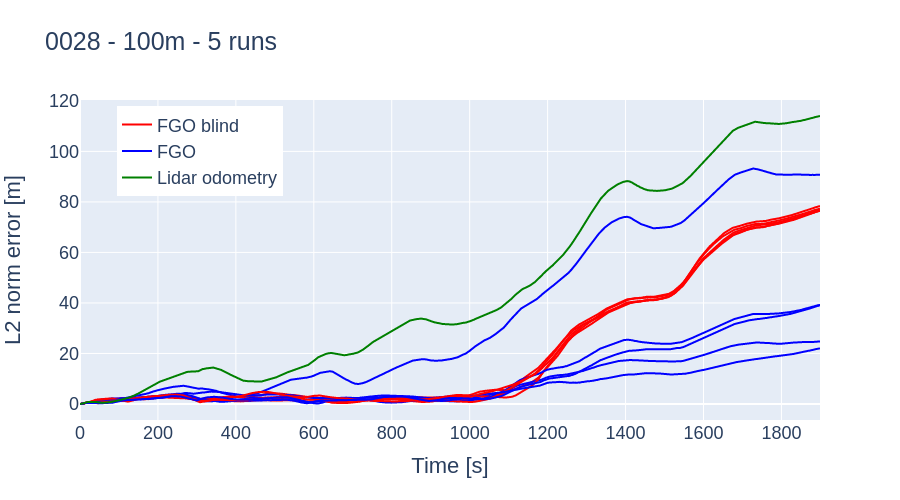 0028 - 100m - 5 runs
FGO blind
FGO
Lidar odometry
120
100
80
60
40
20
0
L2 norm error [m]
0 200 400 600 800 1000 1200 1400 1600 1800
Time [s]